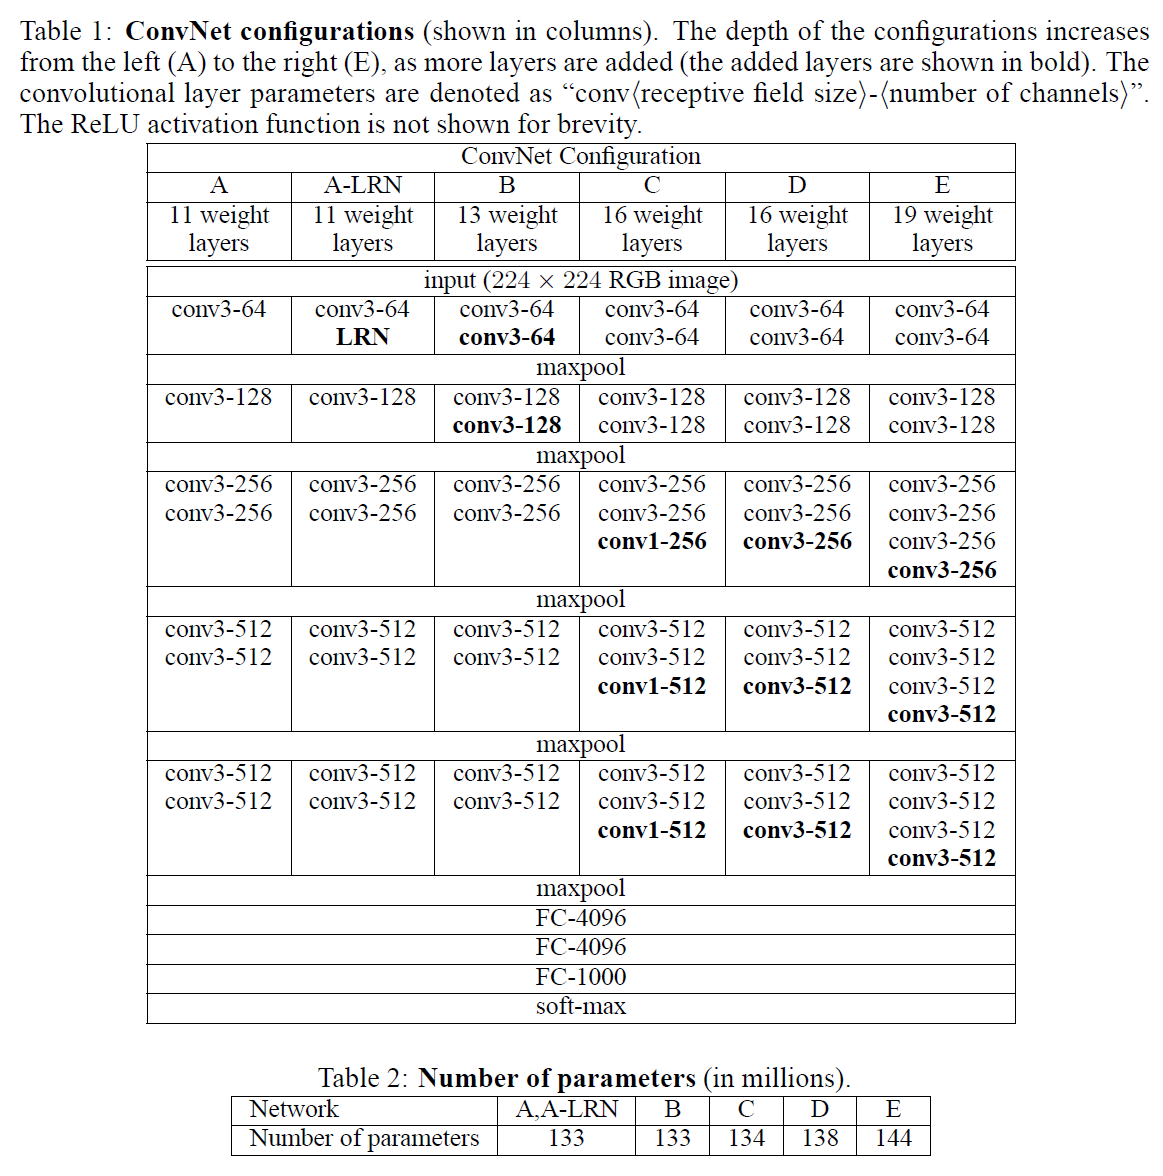 Table 1: ConvNet configurations (shown in columns). The depth of the configurations increases
from the left (A) to the right (E), as more layers are added (the added layers are shown in bold). The
convolutional layer parameters are denoted as “conv⟨receptive field size⟩-⟨number of channels⟩”.
The ReLU activation function is not shown for brevity.
ConvNet Configuration
A A-LRN B C D E
11 weight 11 weight 13 weight 16 weight 16 weight 19 weight
layers layers layers layers layers layers
input (224 × 224 RGB image)
conv3-64 conv3-64 conv3-64 conv3-64 conv3-64 conv3-64
LRN conv3-64 conv3-64 conv3-64 conv3-64
maxpool
conv3-128 conv3-128 conv3-128 conv3-128 conv3-128 conv3-128
conv3-128 conv3-128 conv3-128 conv3-128
maxpool
conv3-256 conv3-256 conv3-256 conv3-256 conv3-256 conv3-256
conv3-256 conv3-256 conv3-256 conv3-256 conv3-256 conv3-256
conv1-256 conv3-256 conv3-256
conv3-256
maxpool
conv3-512 conv3-512 conv3-512 conv3-512 conv3-512 conv3-512
conv3-512 conv3-512 conv3-512 conv3-512 conv3-512 conv3-512
conv1-512 conv3-512 conv3-512
conv3-512
maxpool
conv3-512 conv3-512 conv3-512 conv3-512 conv3-512 conv3-512
conv3-512 conv3-512 conv3-512 conv3-512 conv3-512 conv3-512
conv1-512 conv3-512 conv3-512
conv3-512
maxpool
FC-4096
FC-4096
FC-1000
soft-max
Table 2: Number of parameters (in millions).
Network A,A-LRN B C D E
Number of parameters 133 133 134 138 144